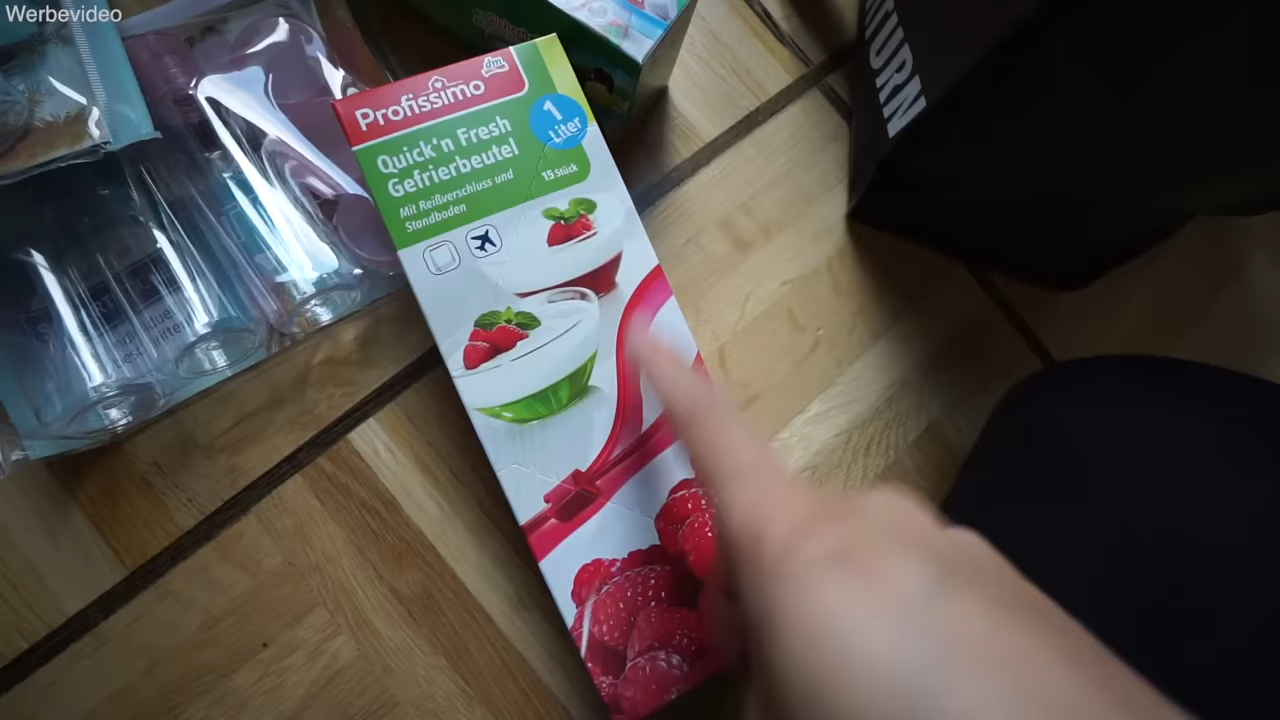 Werbevideo
dm
Profissimo
1
Liter
Quick'n Fresh
Gefrierbeutel
15 Stück
Mit Reißverschluss und
Standboden
TURN